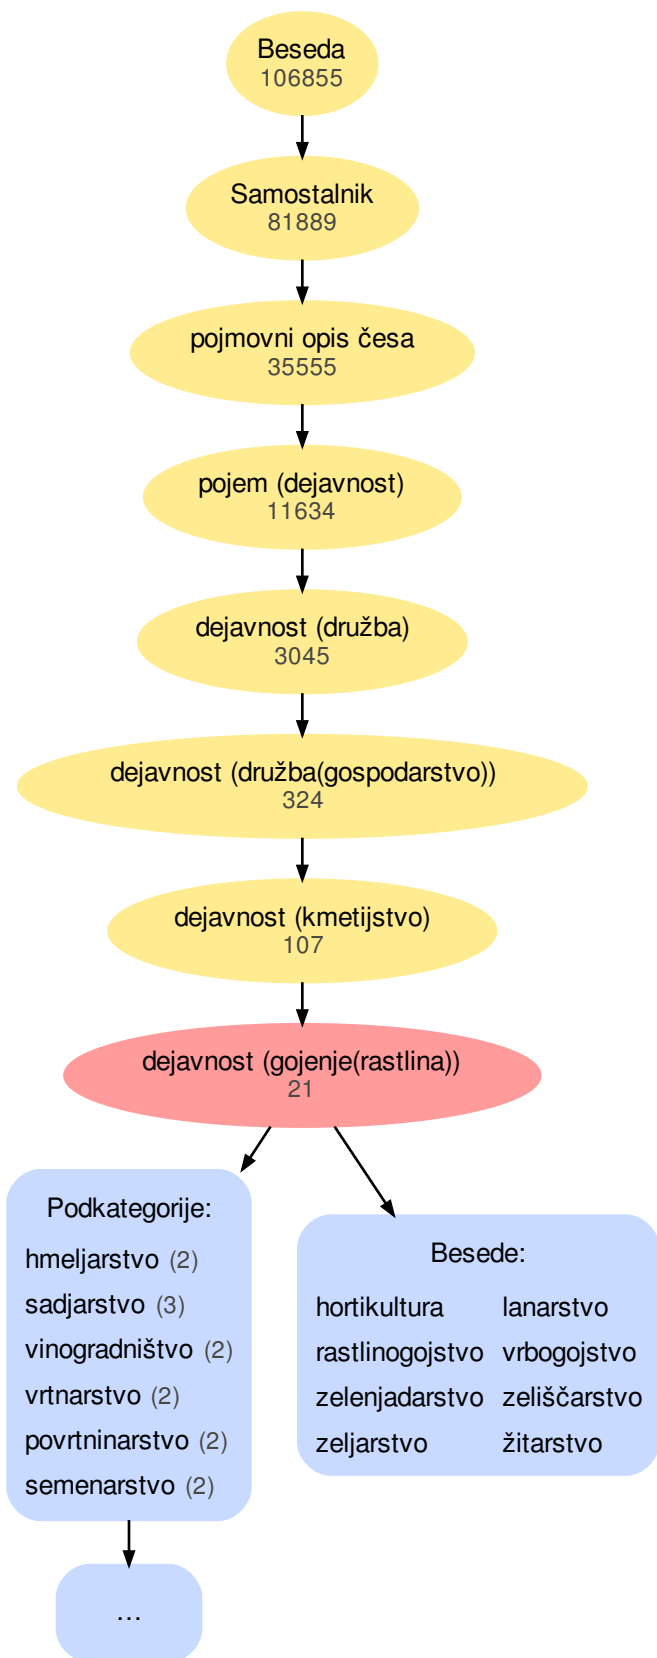 Beseda
106855
Samostalnik
81889
pojmovni opis česa
35555
pojem (dejavnost)
11634
dejavnost (družba)
3045
dejavnost (družba(gospodarstvo))
324
dejavnost (kmetijstvo)
107
dejavnost (gojenje(rastlina))
21
Podkategorije:
hmeljarstvo (2)
sadjarstvo (3)
vinogradništvo (2)
vrtnarstvo (2)
povrtninarstvo (2)
semenarstvo (2)
...
Besede:
hortikultura lanarstvo
rastlinogojstvo vrbogojstvo
zelenjadarstvo zeliščarstvo
zeljarstvo žitarstvo